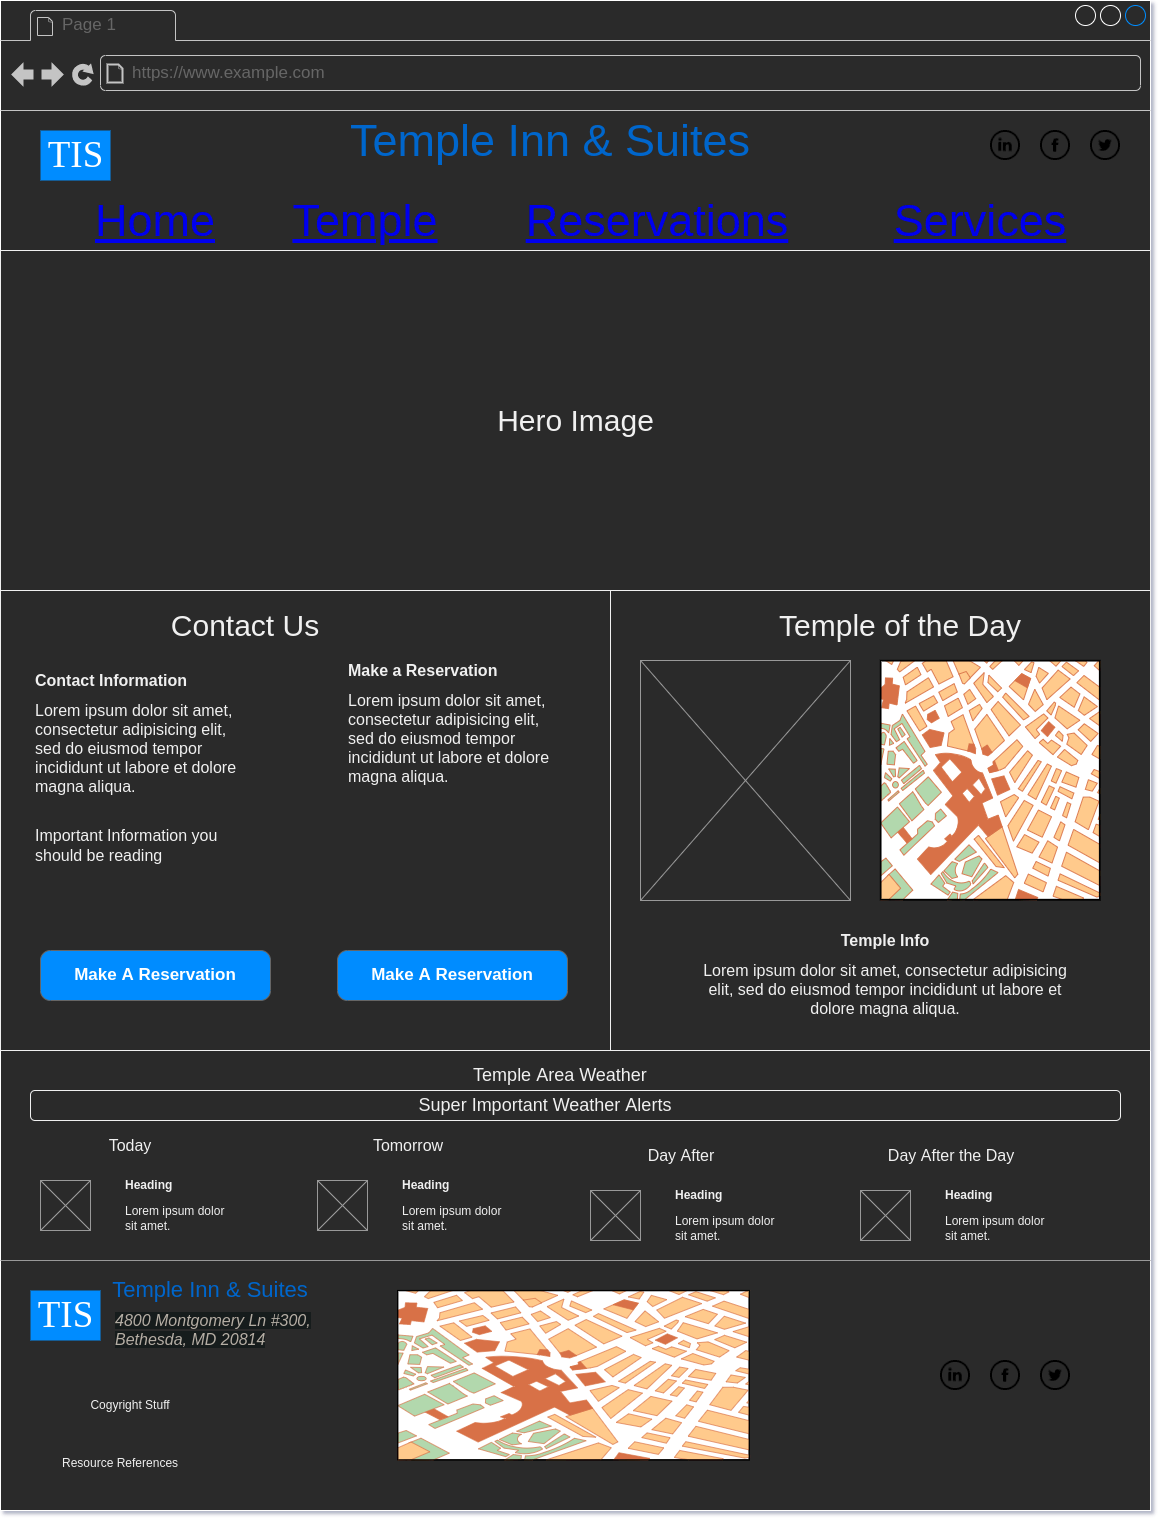 Page 1
https://www.example.com
TIS
Temple Inn & Suites
in
f
Home
Temple
Reservations
Services
Hero Image
Contact Us
Contact Information
Lorem ipsum dolor sit amet,
consectetur adipisicing elit,
sed do eiusmod tempor
incididunt ut labore et dolore
magna aliqua.
Important Information you
should be reading
Make A Reservation
Make a Reservation
Lorem ipsum dolor sit amet,
consectetur adipisicing elit,
sed do eiusmod tempor
incididunt ut labore et dolore
magna aliqua.
Make A Reservation
Temple of the Day
Temple Info
Lorem ipsum dolor sit amet, consectetur adipisicing
elit, sed do eiusmod tempor incididunt ut labore et
dolore magna aliqua.
Temple Area Weather
Super Important Weather Alerts
Today
Heading
Lorem ipsum dolor
sit amet.
Tomorrow
Heading
Lorem ipsum dolor
sit amet.
Day After
Heading
Lorem ipsum dolor
sit amet.
Day After the Day
Heading
Lorem ipsum dolor
sit amet.
TIS
Temple Inn & Suites
4800 Montgomery Ln #300,
Bethesda, MD 20814
Cogyright Stuff
Resource References
in
f